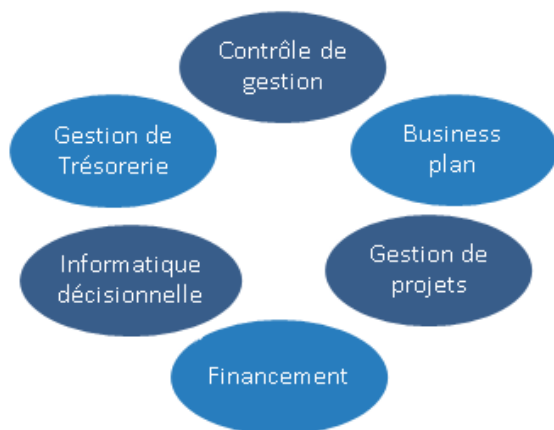 Contrôle de
gestion
Gestion de
Trésorerie
Business
plan
Informatique
décisionnelle
Gestion de
projets
Financement